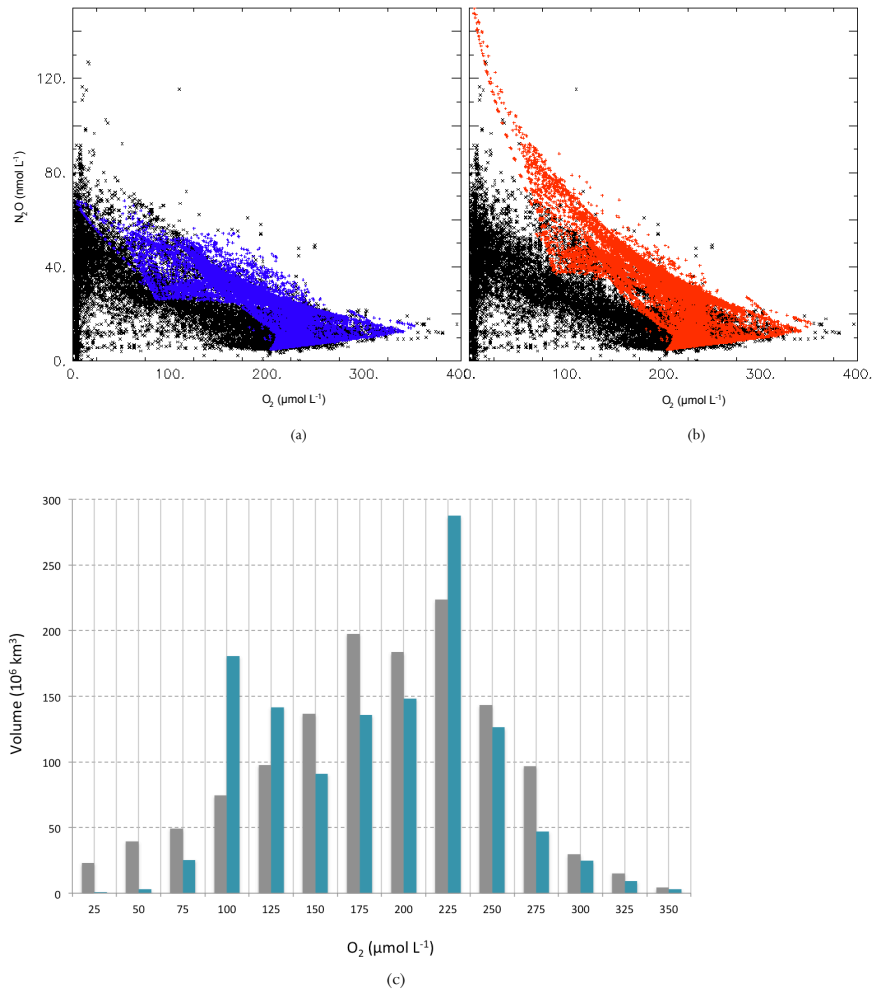 N2O (nmol L-1)
120.
80.
40.
0.
0. 100. 200. 300. 400.
0. 100. 200. 300. 400.
O2 (µmol L-1)
O2 (µmol L-1)
(a)
(b)
Volume (10^6 km^3)
300
250
200
150
100
50
0
25 50 75 100 125 150 175 200 225 250 275 300 325 350
O2 (µmol L-1)
(c)